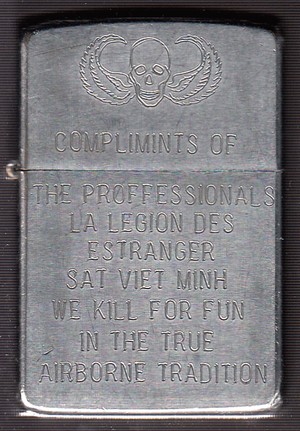 COMPLIMINTS OF
THE PROFFESSIONALS
LA LEGION DES
ESTRANGER
SAT VIET MINH
WE KILL FOR FUN
IN THE TRUE
AIRBORNE TRADITION